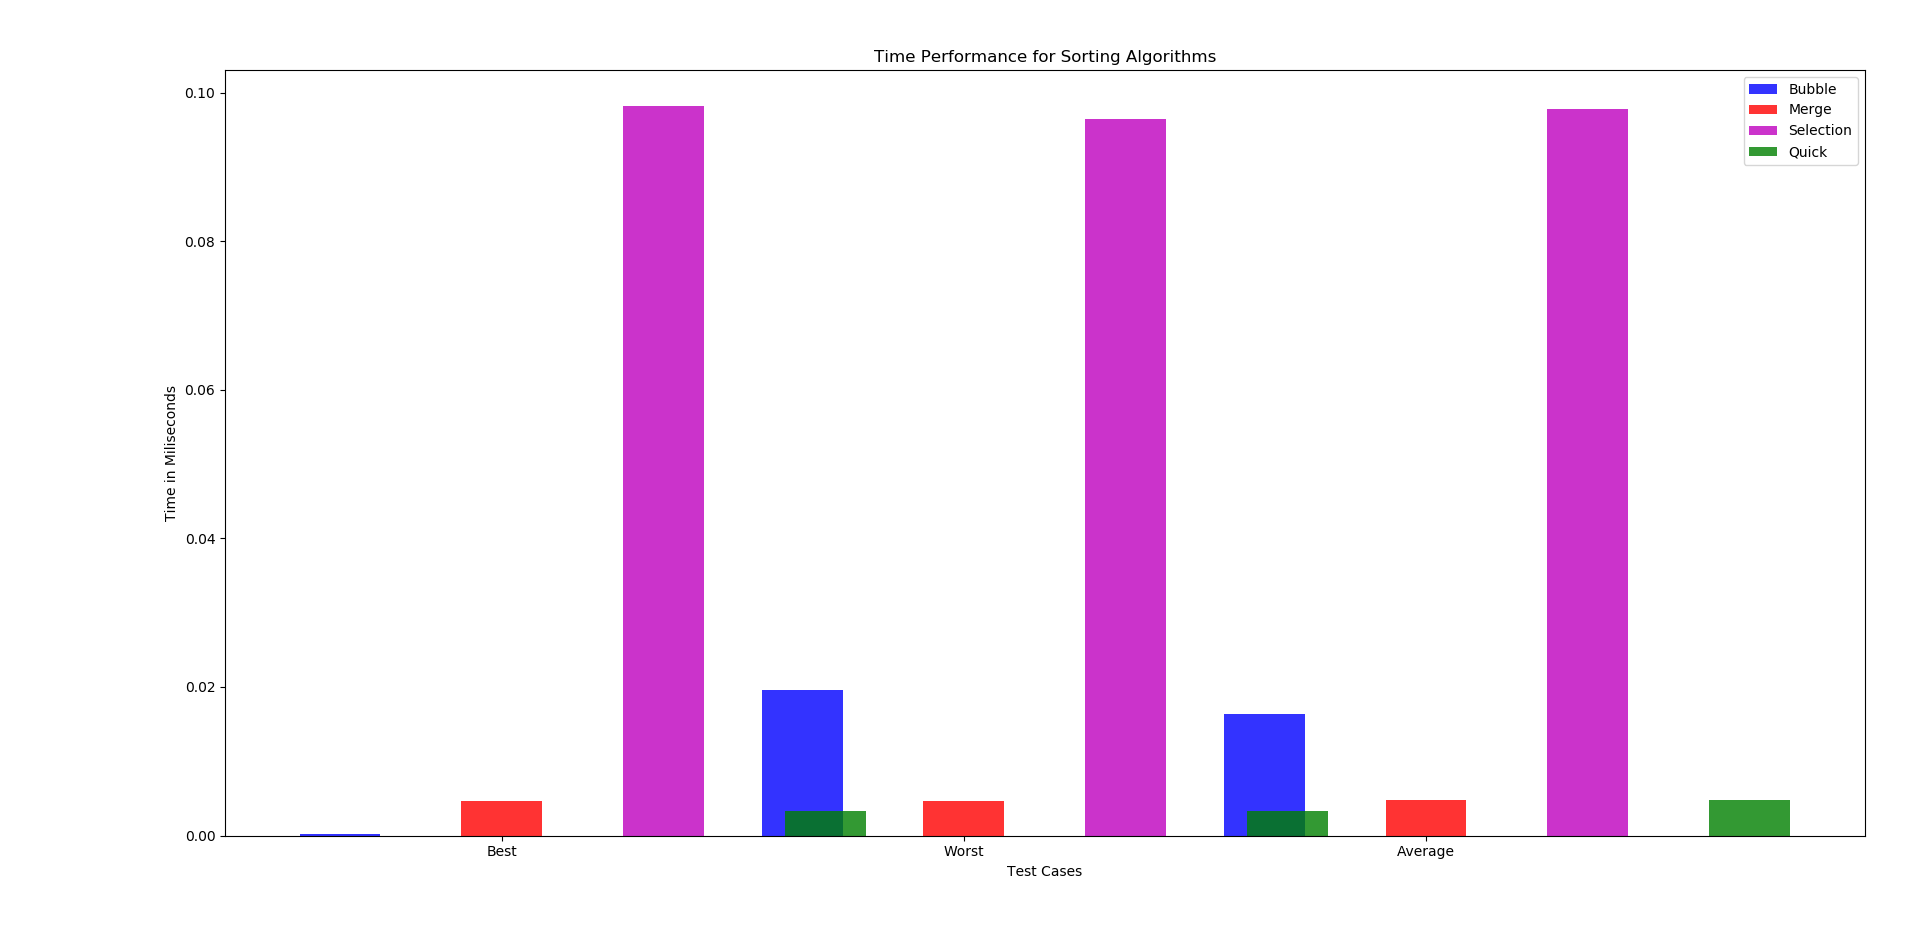 Time Performance for Sorting Algorithms
Bubble
Merge
Selection
Quick
Time in Miliseconds
0.10
0.08
0.06
0.04
0.02
0.00
Best
Worst
Average
Test Cases